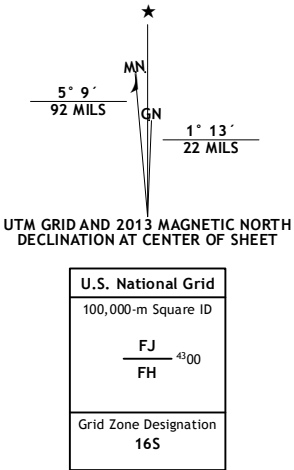 ★
MN
5° 9´
92 MILS
GN
1° 13´
22 MILS
UTM GRID AND 2013 MAGNETIC NORTH
DECLINATION AT CENTER OF SHEET
U.S. National Grid
100,000-m Square ID
FJ
4300
FH
Grid Zone Designation
16S